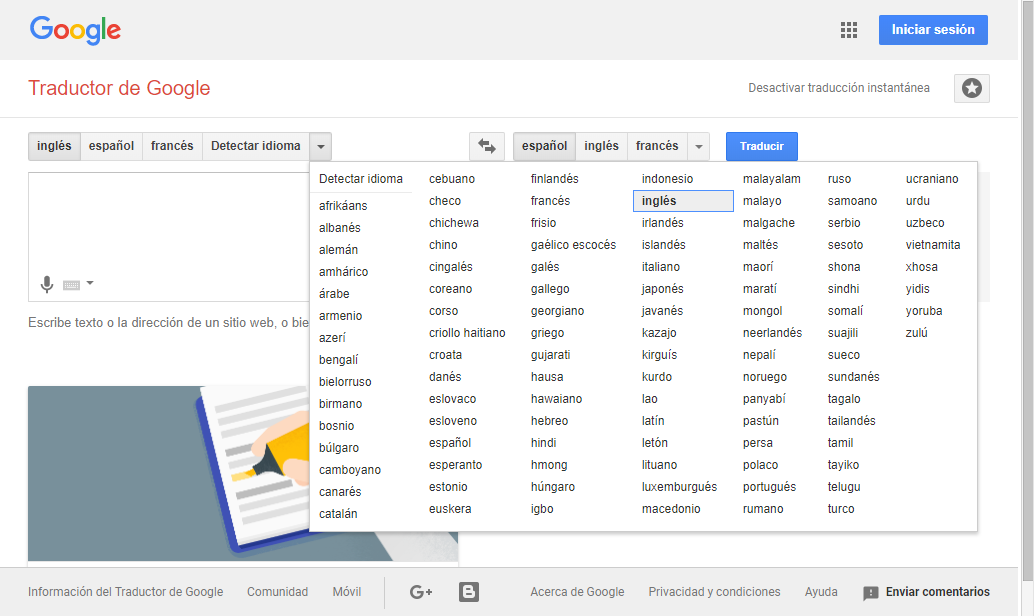 Google
Iniciar sesión
Traductor de Google
Desactivar traducción instantánea
inglés español francés Detectar idioma
español inglés francés
Traducir
Detectar idioma
afrikáans
albanés
alemán
amhárico
árabe
armenio
azerí
bengalí
bielorruso
birmano
bosnio
búlgaro
camboyano
canarés
catalán
cebuano
checo
chichewa
chino
cingalés
coreano
corso
criollo haitiano
croata
danés
eslovaco
esloveno
español
esperanto
estonio
euskera
finlandés
francés
frisio
gaélico escocés
galés
gallego
georgiano
griego
gujarati
hausa
hawaiano
hebreo
hindi
hmong
húngaro
igbo
indonesio
inglés
irlandés
islandés
italiano
japonés
javanés
kazajo
kirguís
kurdo
lao
latín
letón
lituano
luxemburgués
macedonio
malayalam
malayo
malgache
maltés
maorí
maratí
mongol
neerlandés
nepalí
noruego
panyabí
pastún
persa
polaco
portugués
rumano
ruso
samoano
serbio
sesoto
shona
sindhi
somalí
suajili
sueco
sundanés
tagalo
tailandés
tamil
tayiko
telugu
turco
ucraniano
urdu
uzbeco
vietnamita
xhosa
yidis
yoruba
zulú
Escribe texto o la dirección de un sitio web, o bie
Información del Traductor de Google Comunidad Móvil G+ B Acerca de Google Privacidad y condiciones Ayuda Enviar comentarios